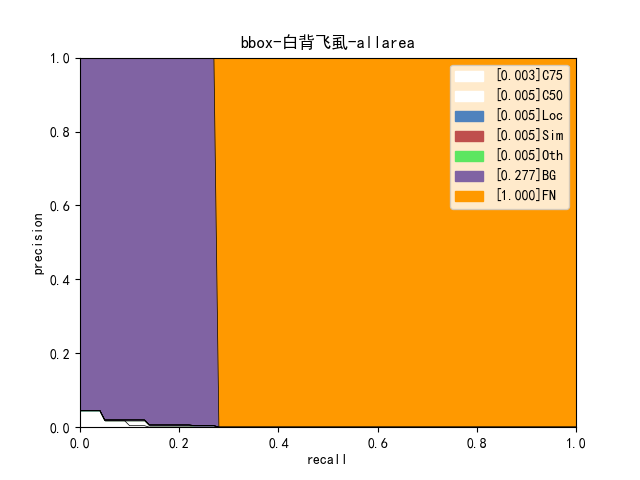 bbox-白背飞虱-allarea
1.0
0.8
0.6
0.4
0.2
0.0
precision
[0.003]C75
[0.005]C50
[0.005]Loc
[0.005]Sim
[0.005]Oth
[0.277]BG
[1.000]FN
0.0 0.2 0.4 0.6 0.8 1.0
recall